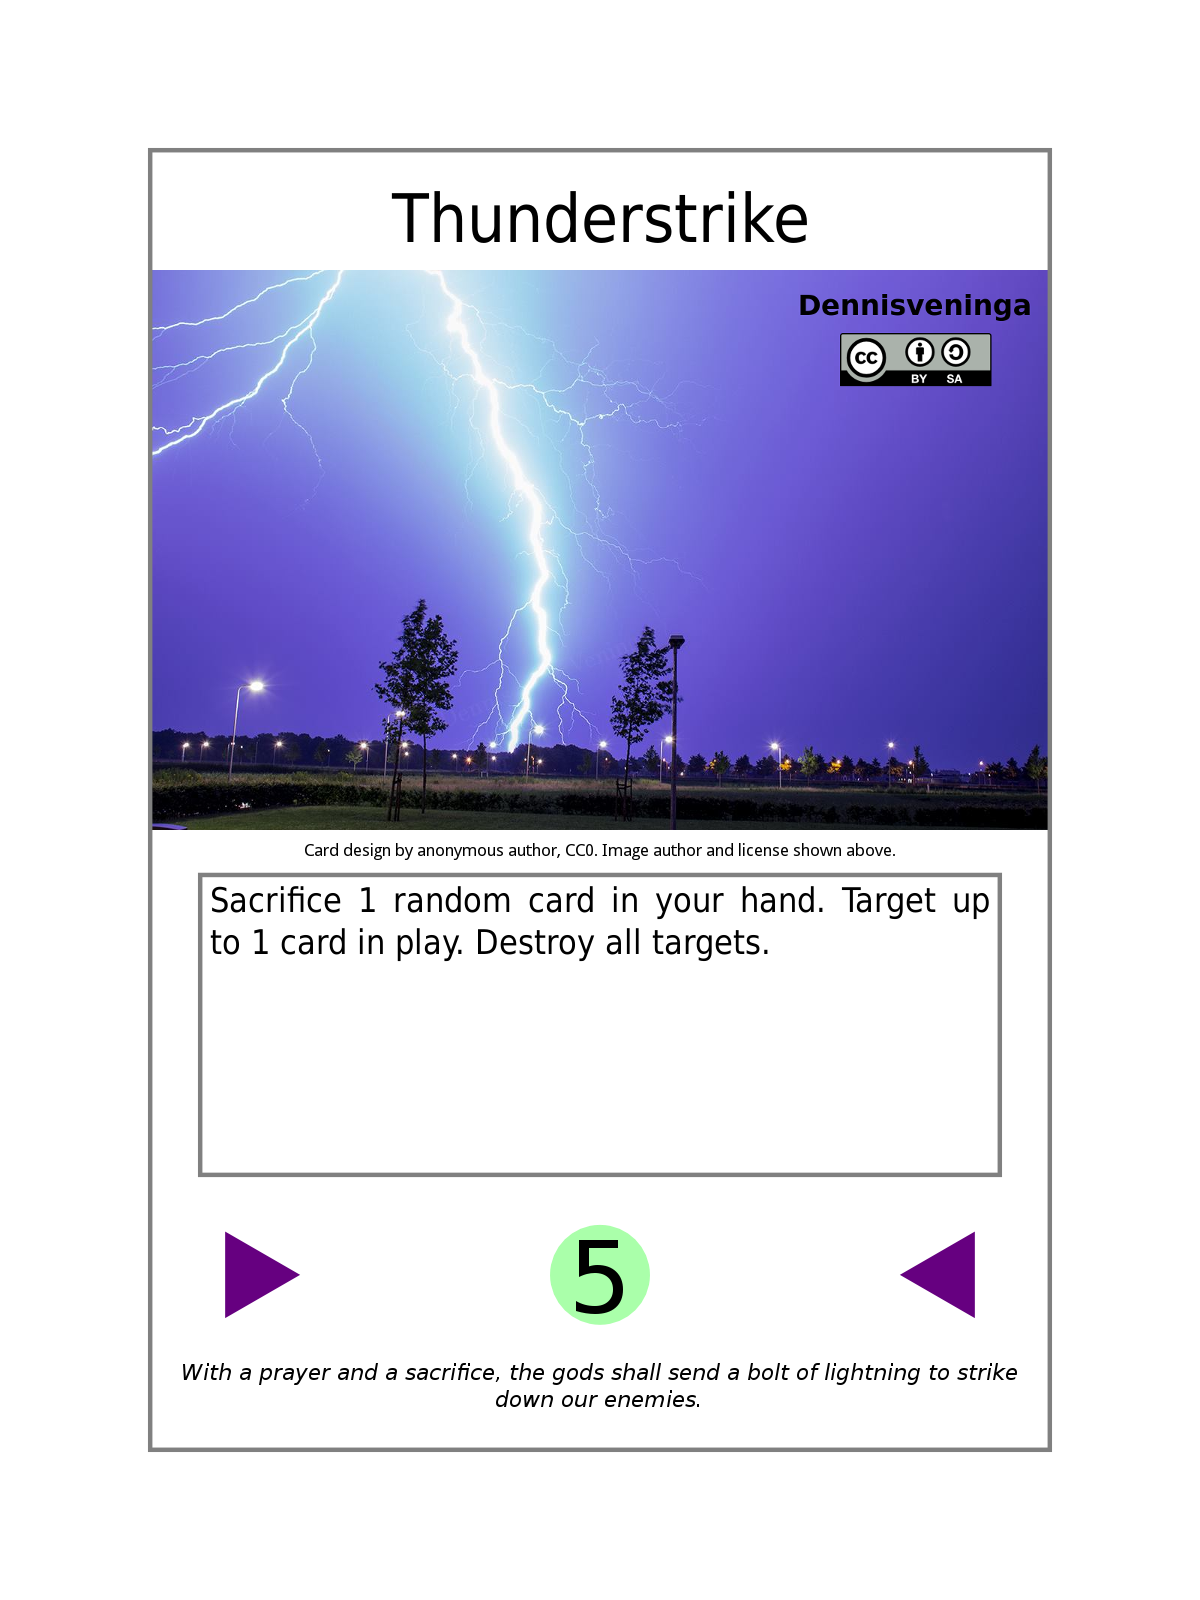 Thunderstrike
Dennisveninga
cc
BY SA
Card design by anonymous author, CC0. Image author and license shown above.
Sacrifice 1 random card in your hand. Target up
to 1 card in play. Destroy all targets.
5
With a prayer and a sacrifice, the gods shall send a bolt of lightning to strike
down our enemies.